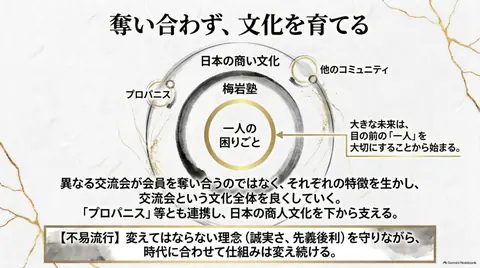 奪い合わず、文化を育てる
日本の商い文化
他のコミュニティ
プロパニス
梅岩塾
一人の
困りごと
大きな未来は、
目の前の「一人」を
大切にすることから始まる。
異なる交流会が会員を奪い合うのではなく、それぞれの特徴を生かし、
交流会という文化全体を良くしていく。
「プロパニス」等とも連携し、日本の商人文化を下から支える。
【不易流行】変えてはならない理念（誠実さ、先義後利）を守りながら、
時代に合わせて仕組みは変え続ける。